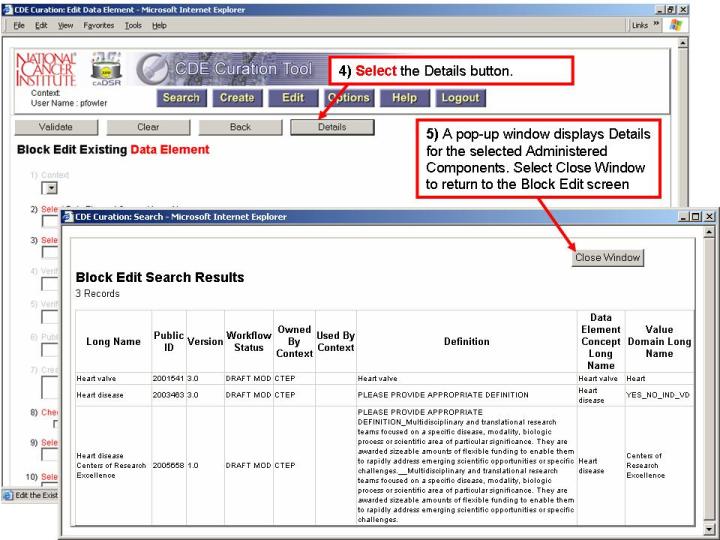 CDE Curation: Edit Data Element - Microsoft Internet Explorer
File Edit View Favorites Tools Help
Links »
NATIONAL
CANCER
INSTITUTE
caDSR
CDE Curation Tool
4) Select the Details button.
Context:
User Name : pfowler
Search Create Edit Options Help Logout
Validate Clear Back Details
Block Edit Existing Data Element
5) A pop-up window displays Details
for the selected Administered
Components. Select Close Window
to return to the Block Edit screen
1) Context
2) Sele
3) Sele
4) Verif
5) Verif
6) Publ
7) Crea
8) Che
9) Sele
10) Sele
Edit the Exist
CDE Curation: Search - Microsoft Internet Explorer
Close Window
Block Edit Search Results
3 Records
Long Name Public ID Version Workflow Status Owned By Context Used By Context Definition Data Element Concept Long Name Value Domain Long Name
Heart valve 2001541 3.0 DRAFT MOD CTEP Heart valve Heart valve Heart
Heart disease 2003463 3.0 DRAFT MOD CTEP PLEASE PROVIDE APPROPRIATE DEFINITION Heart disease YES_NO_IND_VD
Heart disease Centers of Research Excellence 2005658 1.0 DRAFT MOD CTEP
PLEASE PROVIDE APPROPRIATE
DEFINITION_Multidisciplinary and translational research
teams focused on a specific disease, modality, biologic
process or scientific area of particular significance. They are
awarded sizeable amounts of flexible funding to enable them
to rapidly address emerging scientific opportunities or specific
challenges.__Multidisciplinary and translational research
teams focused on a specific disease, modality, biologic
process or scientific area of particular significance. They are
awarded sizeable amounts of flexible funding to enable them
to rapidly address emerging scientific opportunities or specific
challenges.
Heart disease
Centers of Research Excellence